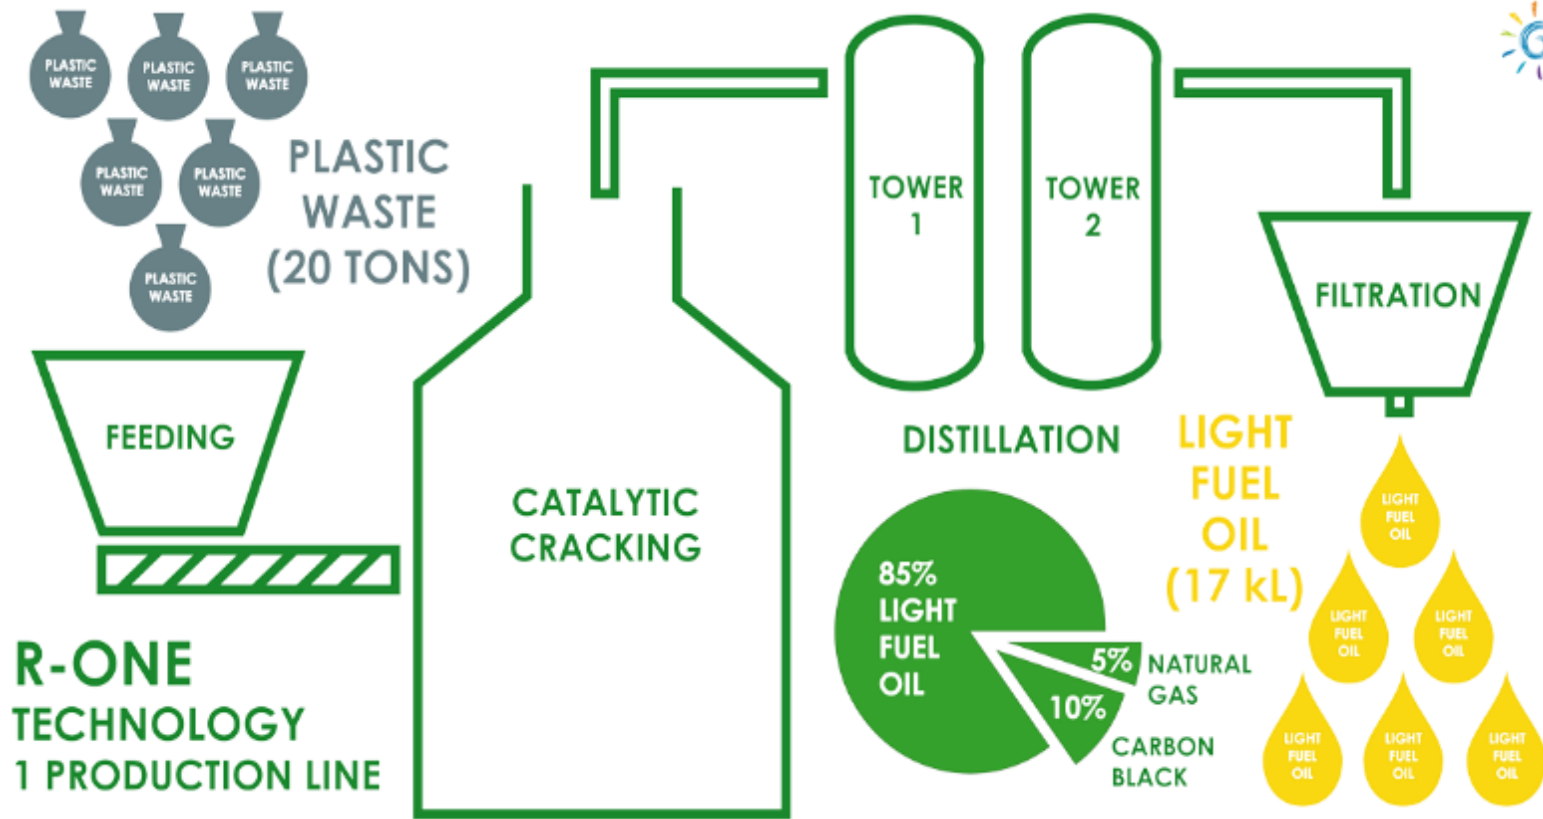 PLASTIC
WASTE
PLASTIC
WASTE
PLASTIC
WASTE
PLASTIC
WASTE
PLASTIC
WASTE
PLASTIC
WASTE
PLASTIC
WASTE
(20 TONS)
FEEDING
R-ONE
TECHNOLOGY
1 PRODUCTION LINE
CATALYTIC
CRACKING
TOWER
1
TOWER
2
DISTILLATION
85%
LIGHT
FUEL
OIL
5%
NATURAL
GAS
10%
CARBON
BLACK
FILTRATION
LIGHT
FUEL
OIL
(17 kL)
LIGHT
FUEL
OIL
LIGHT
FUEL
OIL
LIGHT
FUEL
OIL
LIGHT
FUEL
OIL
LIGHT
FUEL
OIL
LIGHT
FUEL
OIL